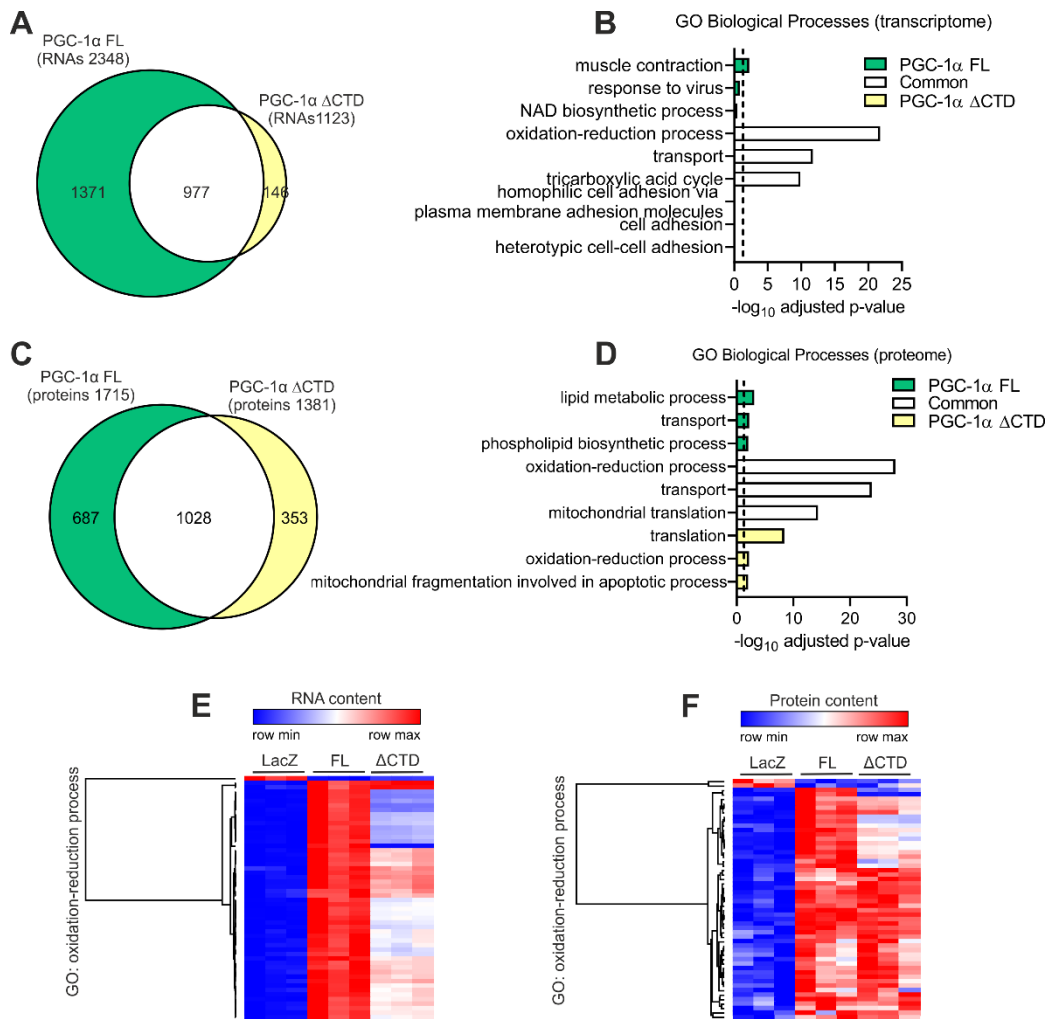 A
PGC-1α FL
(RNAs 2348)
PGC-1α ΔCTD
(RNAs1123)
1371
977
146
B
GO Biological Processes (transcriptome)
muscle contraction
response to virus
NAD biosynthetic process
oxidation-reduction process
transport
tricarboxylic acid cycle
homophilic cell adhesion via
plasma membrane adhesion molecules
cell adhesion
heterotypic cell-cell adhesion
PGC-1α FL
Common
PGC-1α ΔCTD
0 5 10 15 20 25
-log10 adjusted p-value
C
PGC-1α FL
(proteins 1715)
PGC-1α ΔCTD
(proteins 1381)
687
1028
353
D
GO Biological Processes (proteome)
lipid metabolic process
transport
phospholipid biosynthetic process
oxidation-reduction process
transport
mitochondrial translation
translation
oxidation-reduction process
mitochondrial fragmentation involved in apoptotic process
PGC-1α FL
Common
PGC-1α ΔCTD
0 10 20 30
-log10 adjusted p-value
E
RNA content
row min row max
LacZ FL ΔCTD
GO: oxidation-reduction process
F
Protein content
row min row max
LacZ FL ΔCTD
GO: oxidation-reduction process